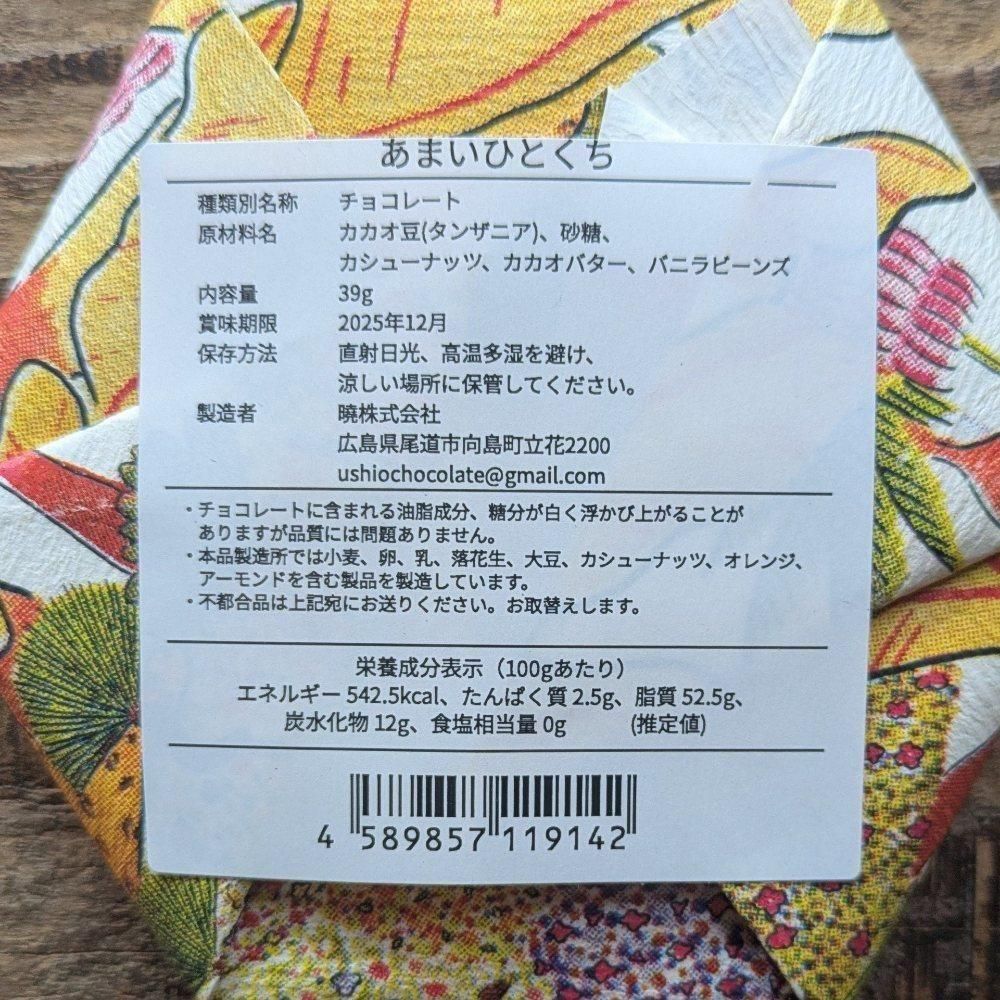 あまいひとくち
種類別名称 チョコレート
原材料名 カカオ豆(タンザニア)、砂糖、
カシューナッツ、カカオバター、バニラビーンズ
内容量 39g
賞味期限 2025年12月
保存方法 直射日光、高温多湿を避け、
涼しい場所に保管してください。
製造者 曉株式会社
広島県尾道市向島町立花2200
ushiochocolate@gmail.com
・チョコレートに含まれる油脂成分、糖分が白く浮かび上がることが
ありますが品質には問題ありません。
・本品製造所では小麦、卵、乳、落花生、大豆、カシューナッツ、オレンジ、
アーモンドを含む製品を製造しています。
・不都合品は上記宛にお送りください。お取替えします。
栄養成分表示（100gあたり）
エネルギー 542.5kcal、たんぱく質 2.5g、脂質 52.5g、
炭水化物 12g、食塩相当量 0g (推定値)
4 589857 119142